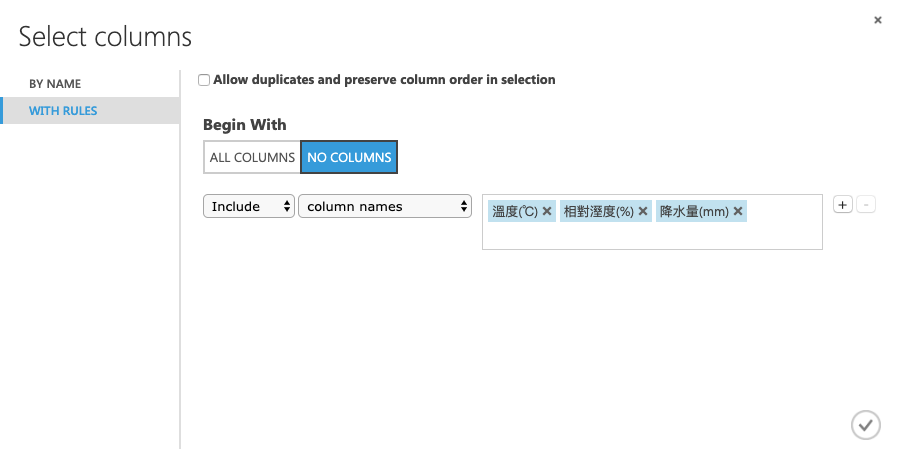 Select columns
BY NAME
WITH RULES
Allow duplicates and preserve column order in selection
Begin With
ALL COLUMNS NO COLUMNS
Include column names 溫度(℃) 相對溼度(%) 降水量(mm) + -